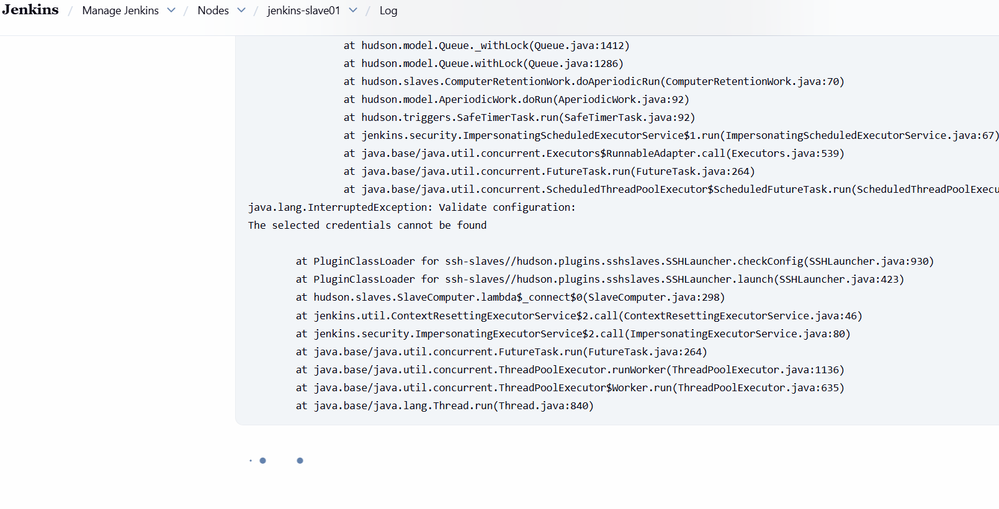 Jenkins / Manage Jenkins / Nodes / jenkins-slave01 / Log
at hudson.model.Queue._withLock(Queue.java:1412)
at hudson.model.Queue.withLock(Queue.java:1286)
at hudson.slaves.ComputerRetentionWork.doAperiodicRun(ComputerRetentionWork.java:70)
at hudson.model.AperiodicWork.doRun(AperiodicWork.java:92)
at hudson.triggers.SafeTimerTask.run(SafeTimerTask.java:92)
at jenkins.security.ImpersonatingScheduledExecutorService$1.run(ImpersonatingScheduledExecutorService.java:67)
at java.base/java.util.concurrent.Executors$RunnableAdapter.call(Executors.java:539)
at java.base/java.util.concurrent.FutureTask.run(FutureTask.java:264)
at java.base/java.util.concurrent.ScheduledThreadPoolExecutor$ScheduledFutureTask.run(ScheduledThreadPoolExecu
java.lang.InterruptedException: Validate configuration:
The selected credentials cannot be found
at PluginClassLoader for ssh-slaves//hudson.plugins.sshslaves.SSHLauncher.checkConfig(SSHLauncher.java:930)
at PluginClassLoader for ssh-slaves//hudson.plugins.sshslaves.SSHLauncher.launch(SSHLauncher.java:423)
at hudson.slaves.SlaveComputer.lambda$_connect$0(SlaveComputer.java:298)
at jenkins.util.ContextResettingExecutorService$2.call(ContextResettingExecutorService.java:46)
at jenkins.security.ImpersonatingExecutorService$2.call(ImpersonatingExecutorService.java:80)
at java.base/java.util.concurrent.FutureTask.run(FutureTask.java:264)
at java.base/java.util.concurrent.ThreadPoolExecutor.runWorker(ThreadPoolExecutor.java:1136)
at java.base/java.util.concurrent.ThreadPoolExecutor$Worker.run(ThreadPoolExecutor.java:635)
at java.base/java.lang.Thread.run(Thread.java:840)